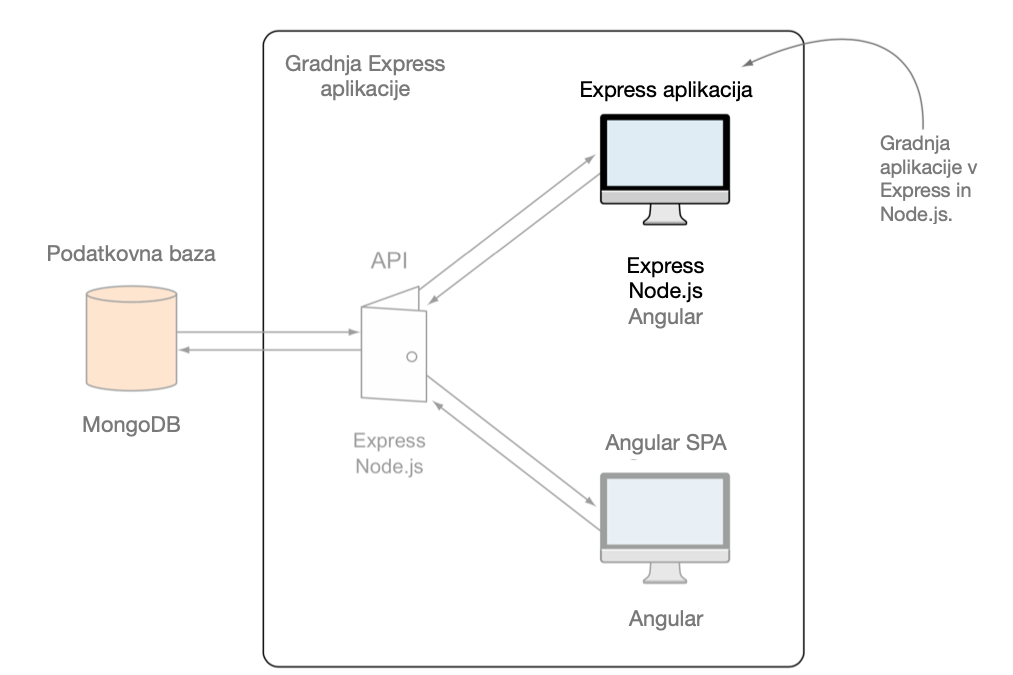 Gradnja Express
aplikacije
Express aplikacija
Gradnja
aplikacije v
Express in
Node.js.
Podatkovna baza
API
Express
Node.js
Angular
MongoDB
Express
Node.js
Angular SPA
Angular